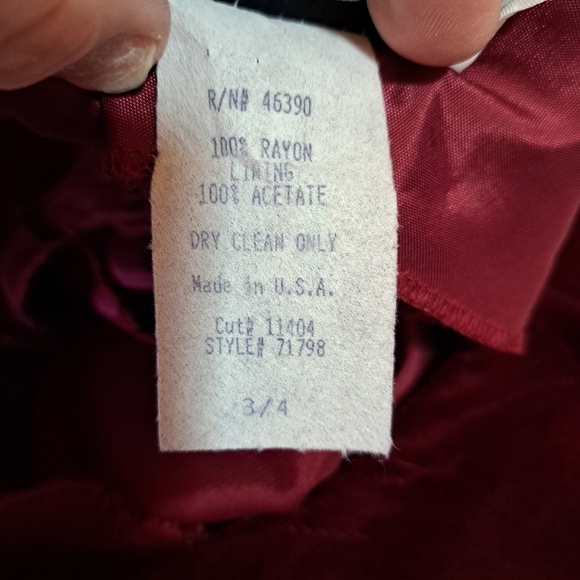 R/N# 46390
100% RAYON
LINING
100% ACETATE
DRY CLEAN ONLY
Made in U.S.A.
Cut# 11404
STYLE# 71798
3/4